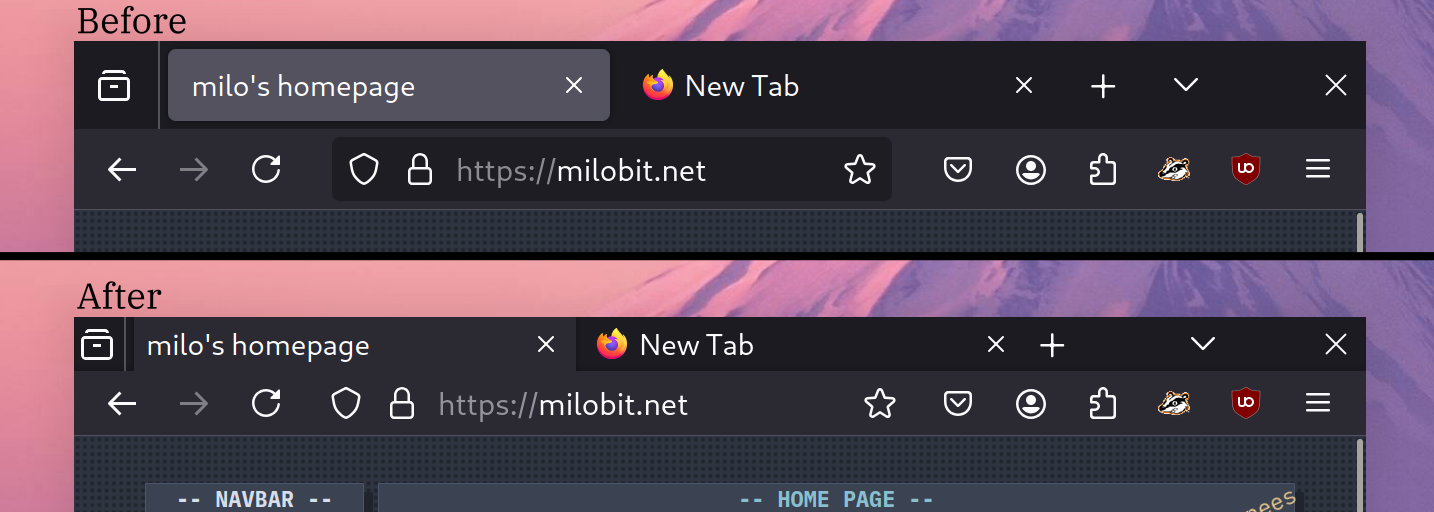 Before
milo's homepage
New Tab
https://milobit.net
After
milo's homepage
New Tab
https://milobit.net
-- NAVBAR --
-- HOME PAGE --